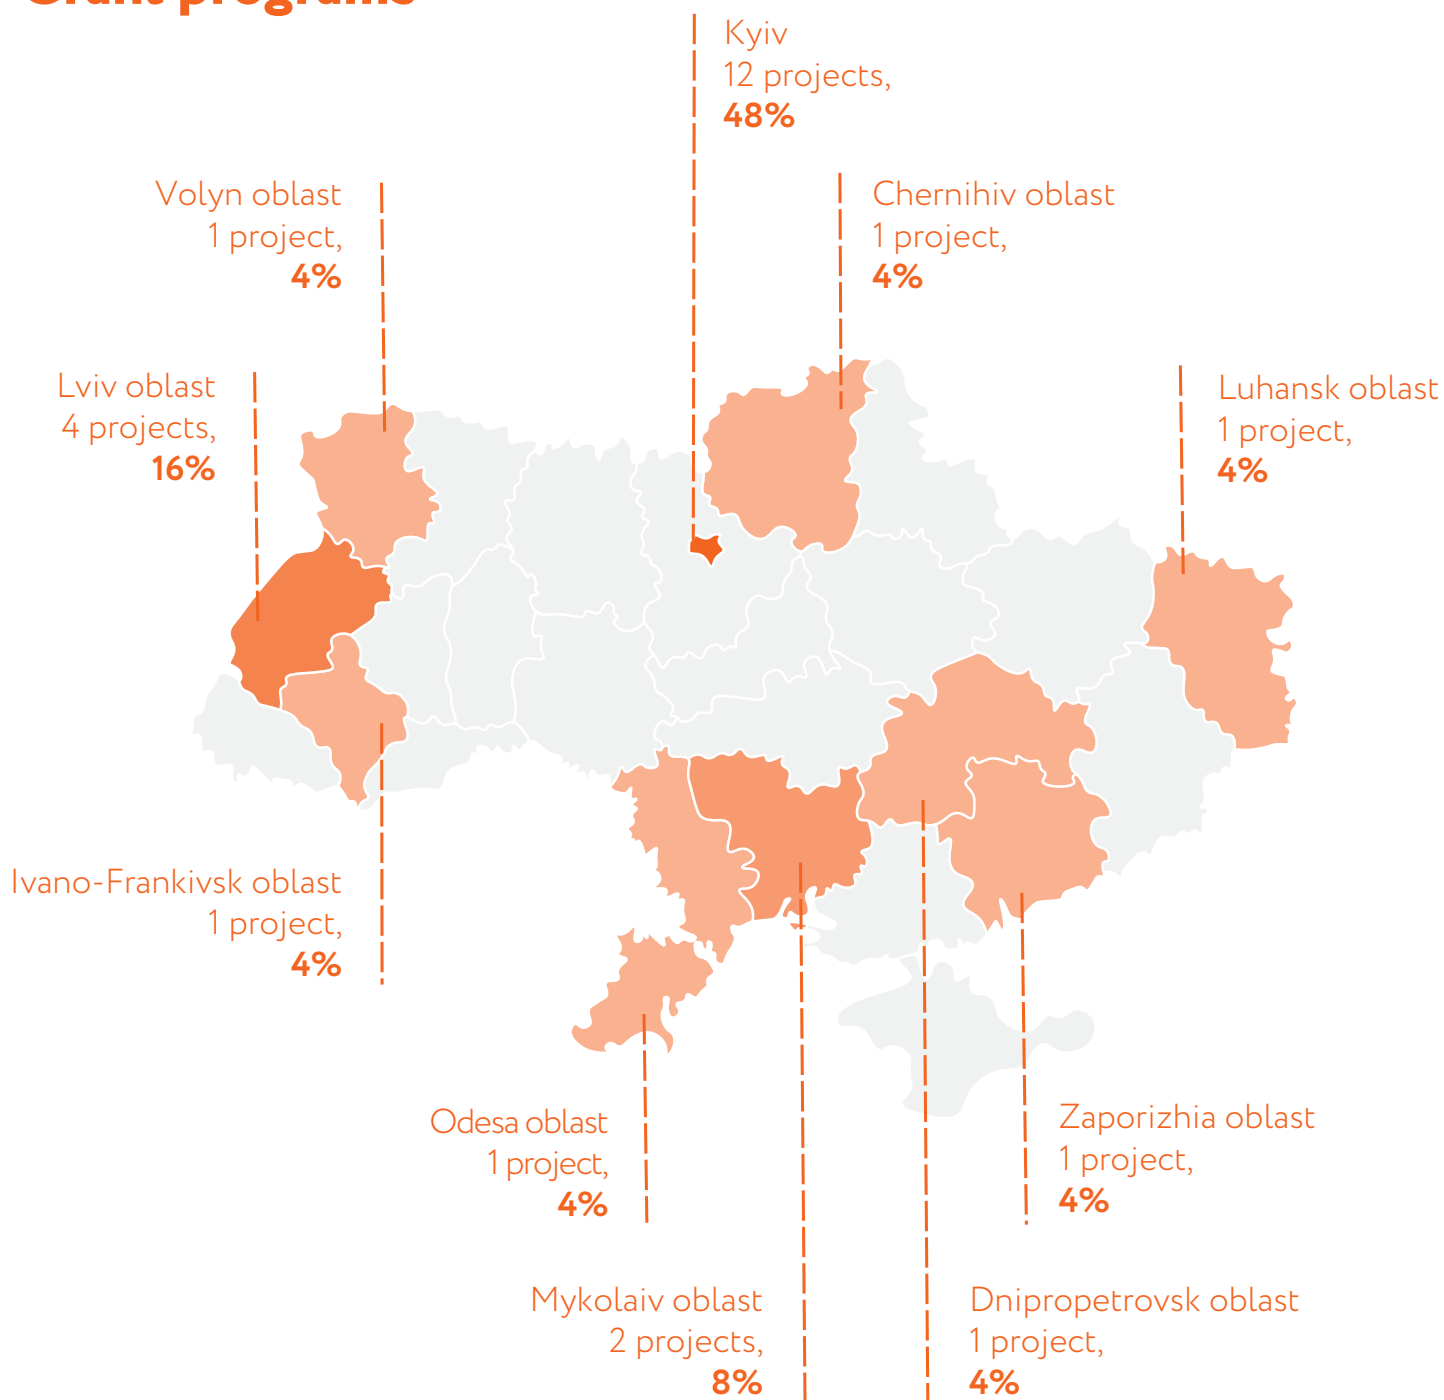 Grant programs
Kyiv
12 projects,
48%
Volyn oblast
1 project,
4%
Chernihiv oblast
1 project,
4%
Lviv oblast
4 projects,
16%
Luhansk oblast
1 project,
4%
Ivano-Frankivsk oblast
1 project,
4%
Odesa oblast
1 project,
4%
Zaporizhia oblast
1 project,
4%
Mykolaiv oblast
2 projects,
8%
Dnipropetrovsk oblast
1 project,
4%